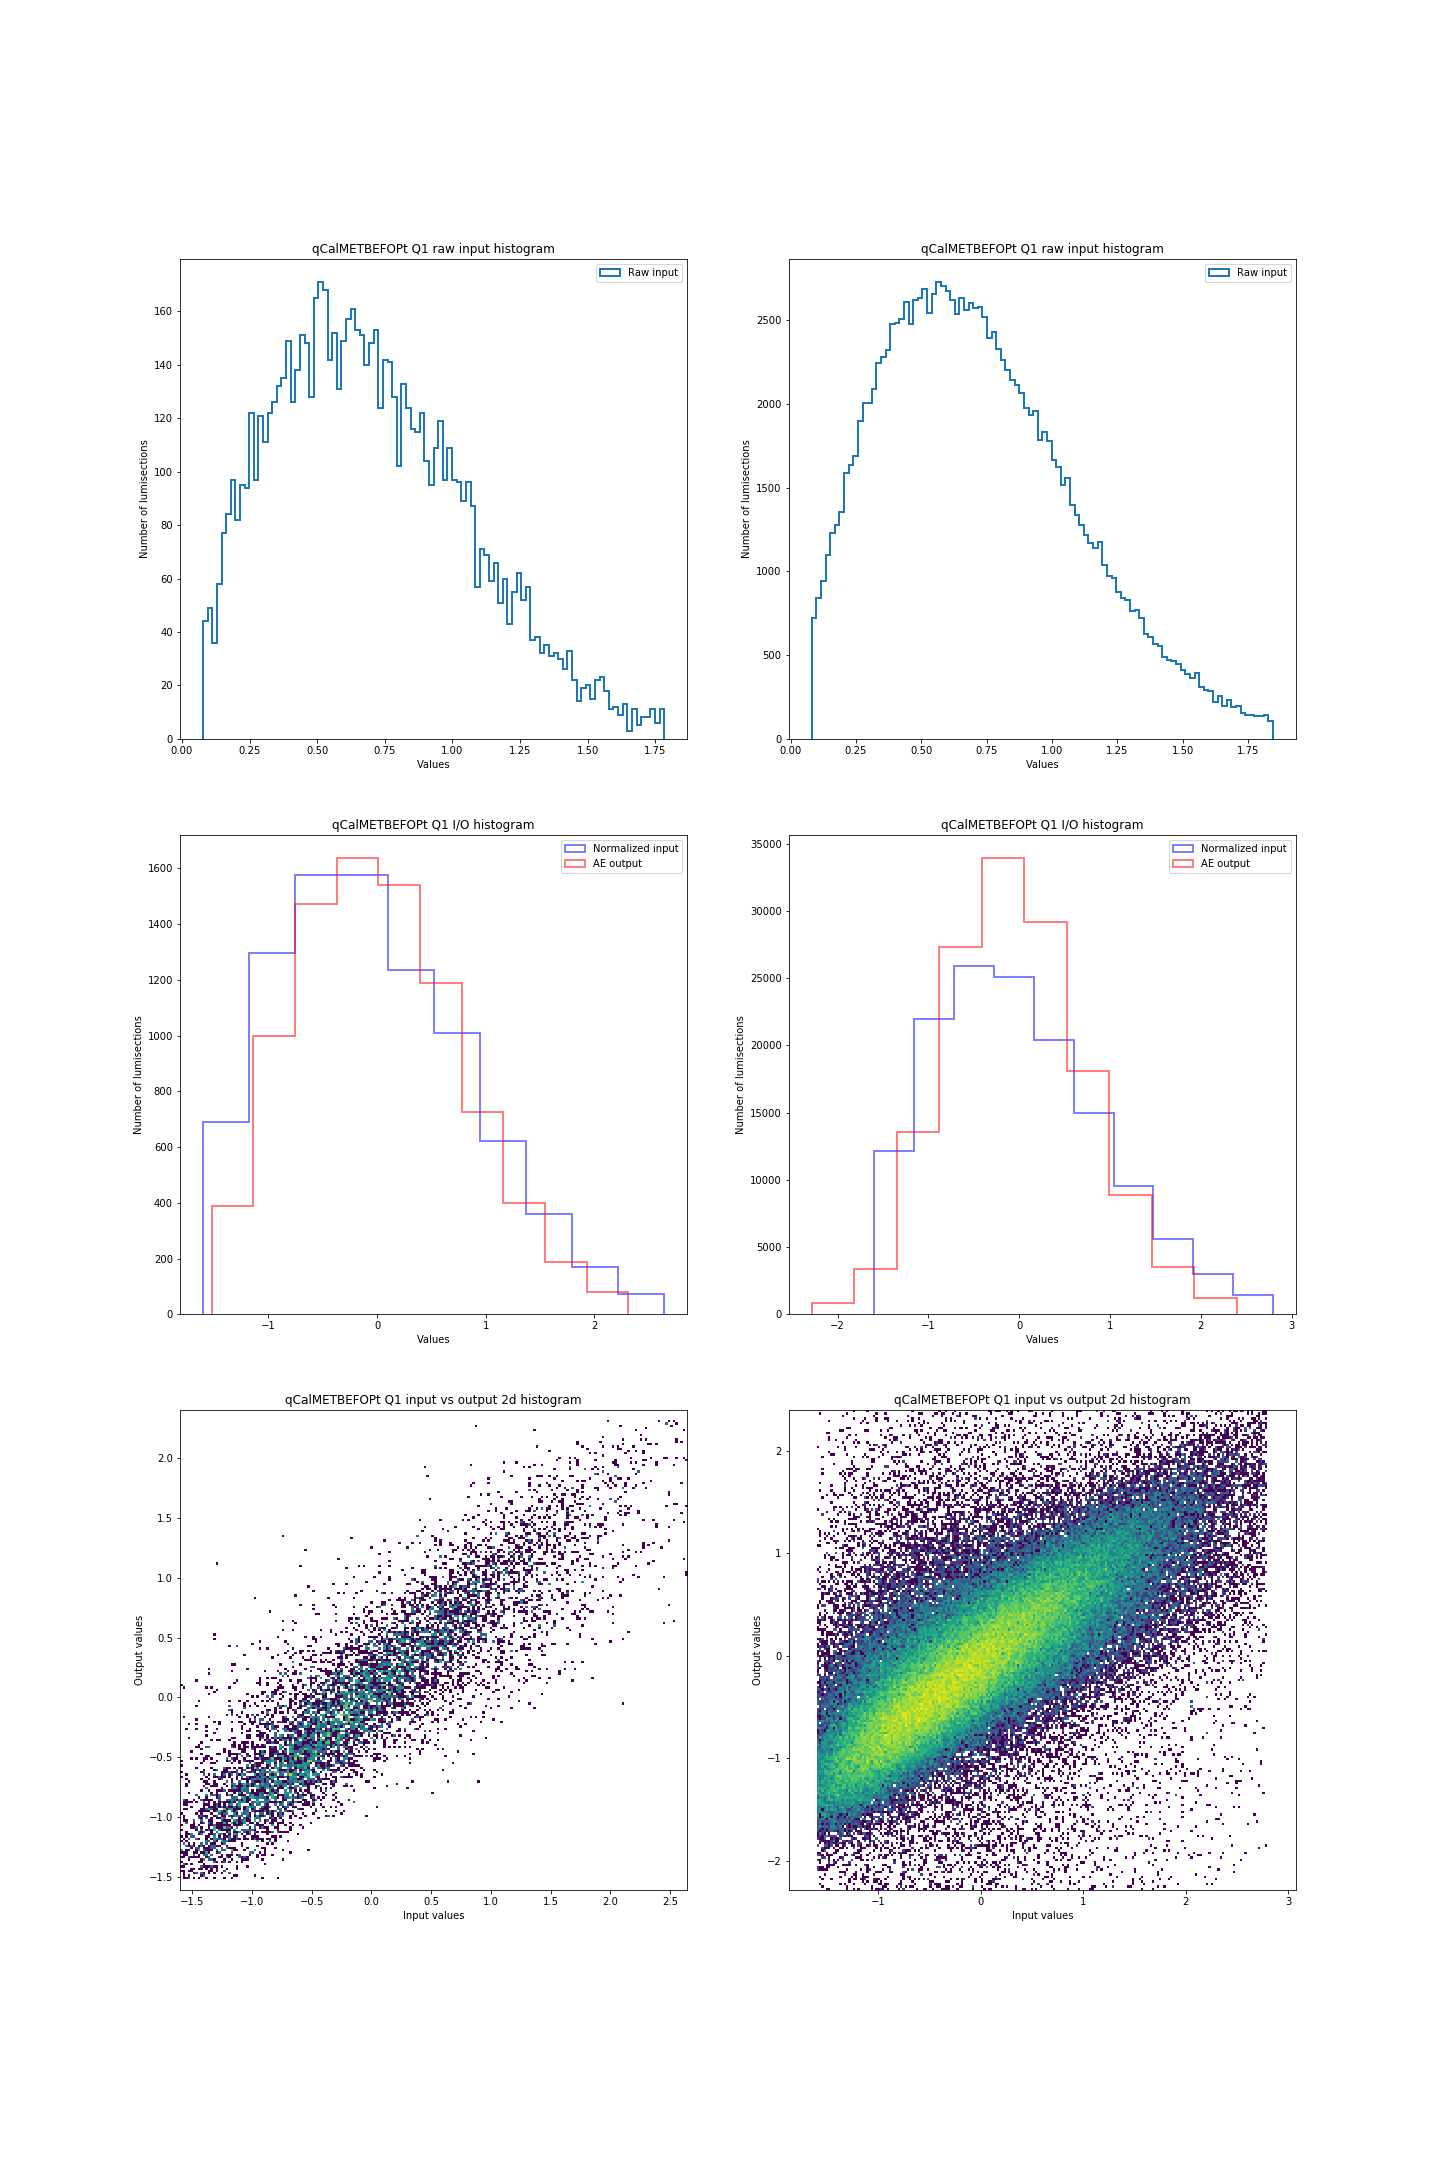 qCalMETBEFOPt Q1 raw input histogram
Raw input
Number of lumisections
160
140
120
100
80
60
40
20
0
0.00 0.25 0.50 0.75 1.00 1.25 1.50 1.75
Values
qCalMETBEFOPt Q1 raw input histogram
Raw input
Number of lumisections
2500
2000
1500
1000
500
0
0.00 0.25 0.50 0.75 1.00 1.25 1.50 1.75
Values
qCalMETBEFOPt Q1 I/O histogram
Normalized input
AE output
Number of lumisections
1600
1400
1200
1000
800
600
400
200
0
−1 0 1 2
Values
qCalMETBEFOPt Q1 I/O histogram
Normalized input
AE output
Number of lumisections
35000
30000
25000
20000
15000
10000
5000
0
−2 −1 0 1 2 3
Values
qCalMETBEFOPt Q1 input vs output 2d histogram
Output values
2.0
1.5
1.0
0.5
0.0
−0.5
−1.0
−1.5
−1.5 −1.0 −0.5 0.0 0.5 1.0 1.5 2.0 2.5
Input values
qCalMETBEFOPt Q1 input vs output 2d histogram
Output values
2
1
0
−1
−2
−1 0 1 2 3
Input values